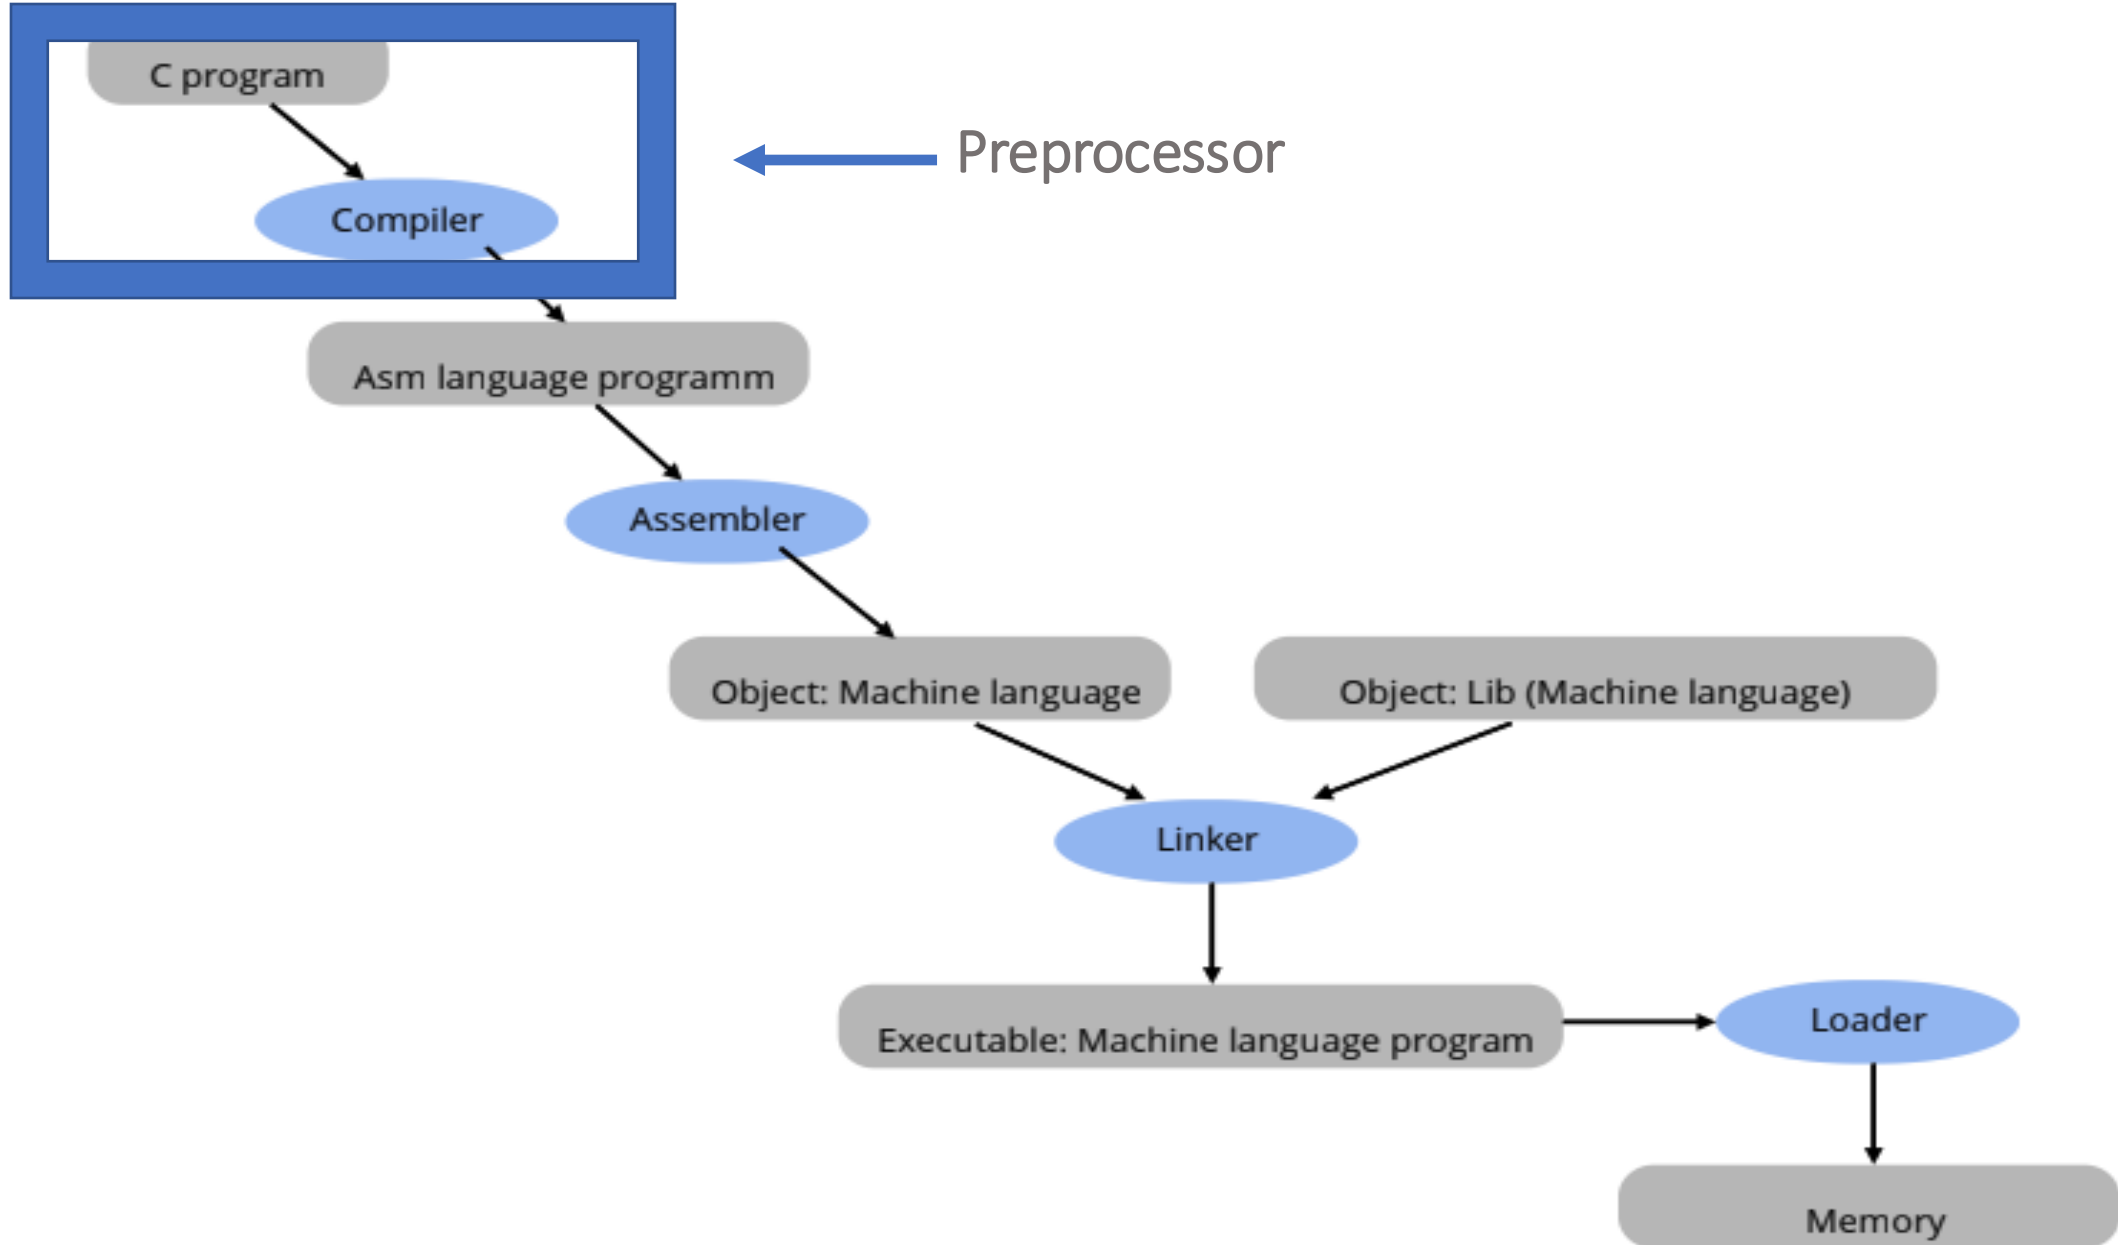 C program
Preprocessor
Compiler
Asm language programm
Assembler
Object: Machine language
Object: Lib (Machine language)
Linker
Executable: Machine language program
Loader
Memory